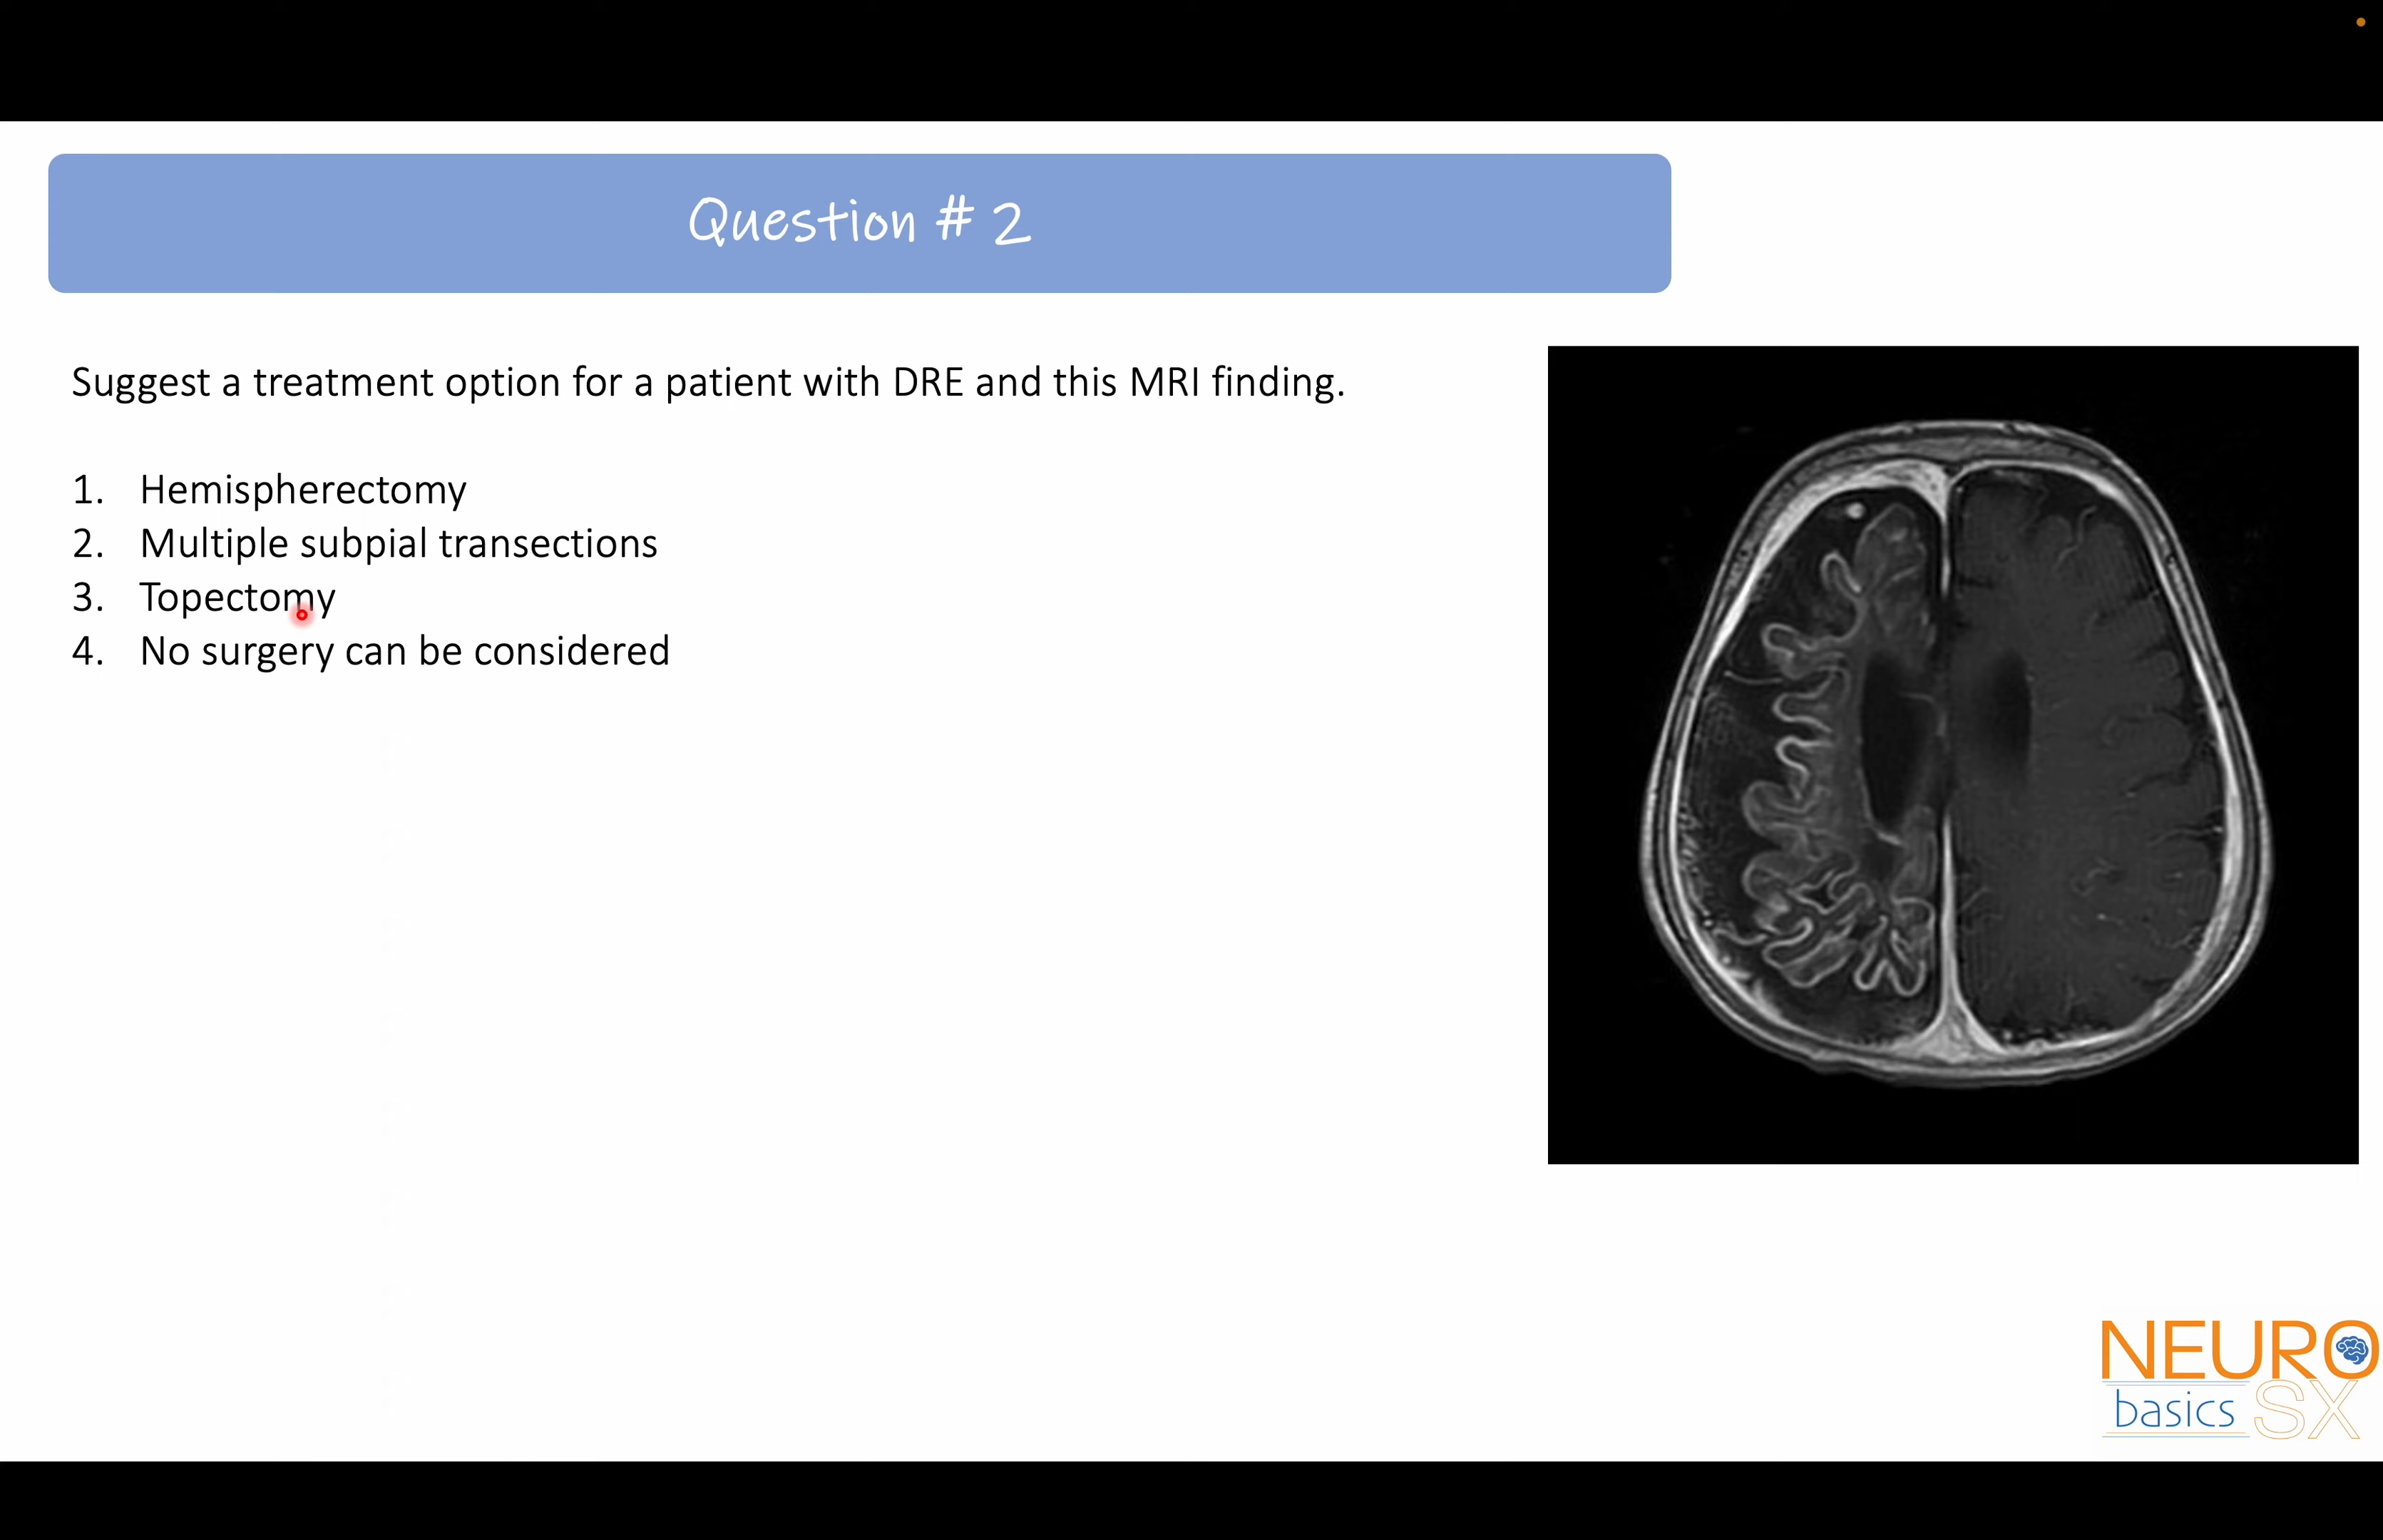 Question # 2
Suggest a treatment option for a patient with DRE and this MRI finding.
1. Hemispherectomy
2. Multiple subpial transections
3. Topectomy
4. No surgery can be considered
NEURO
basics SX